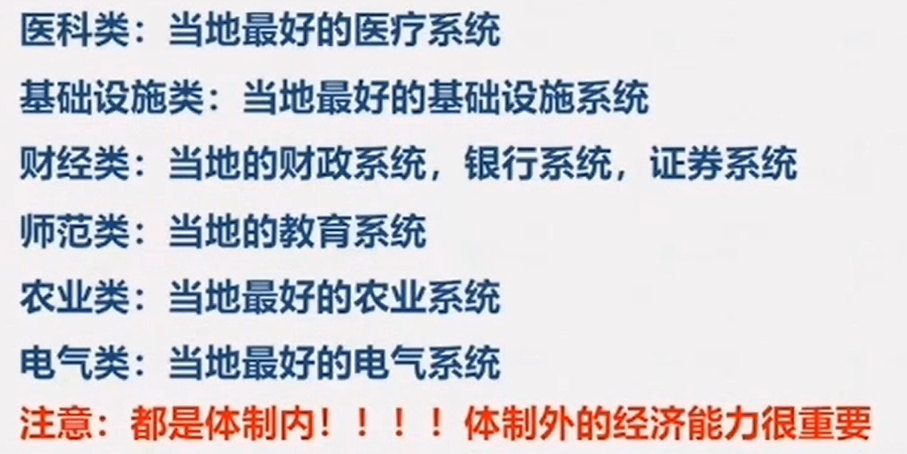 医科类：当地最好的医疗系统
基础设施类：当地最好的基础设施系统
财经类：当地的财政系统，银行系统，证券系统
师范类：当地的教育系统
农业类：当地最好的农业系统
电气类：当地最好的电气系统
注意：都是体制内！！！！体制外的经济能力很重要